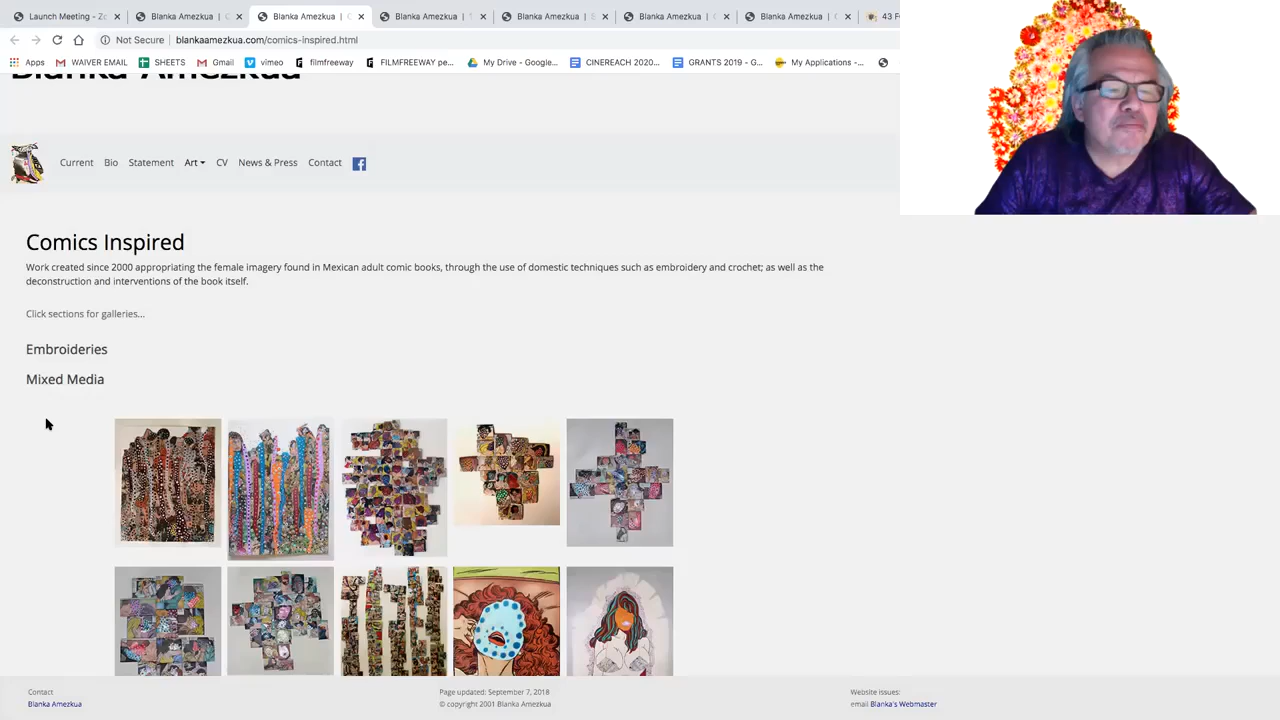 Launch Meeting - Zo
Blanka Amezkua | C
Blanka Amezkua | C
Blanka Amezkua | 
Blanka Amezkua | S
Blanka Amezkua | C
Blanka Amezkua | 
43 F
Not Secure | blankaamezkua.com/comics-inspired.html
Apps WAIVER EMAIL SHEETS Gmail vimeo filmfreeway FILMFREEWAY pe... My Drive - Google... CINEREACH 2020... GRANTS 2019 - G... My Applications -...
Blanka Amezkua
Current Bio Statement Art CV News & Press Contact
Comics Inspired
Work created since 2000 appropriating the female imagery found in Mexican adult comic books, through the use of domestic techniques such as embroidery and crochet; as well as the
deconstruction and interventions of the book itself.
Click sections for galleries...
Embroideries
Mixed Media
Contact
Blanka Amezkua
Page updated: September 7, 2018
© copyright 2001 Blanka Amezkua
Website issues:
email Blanka's Webmaster